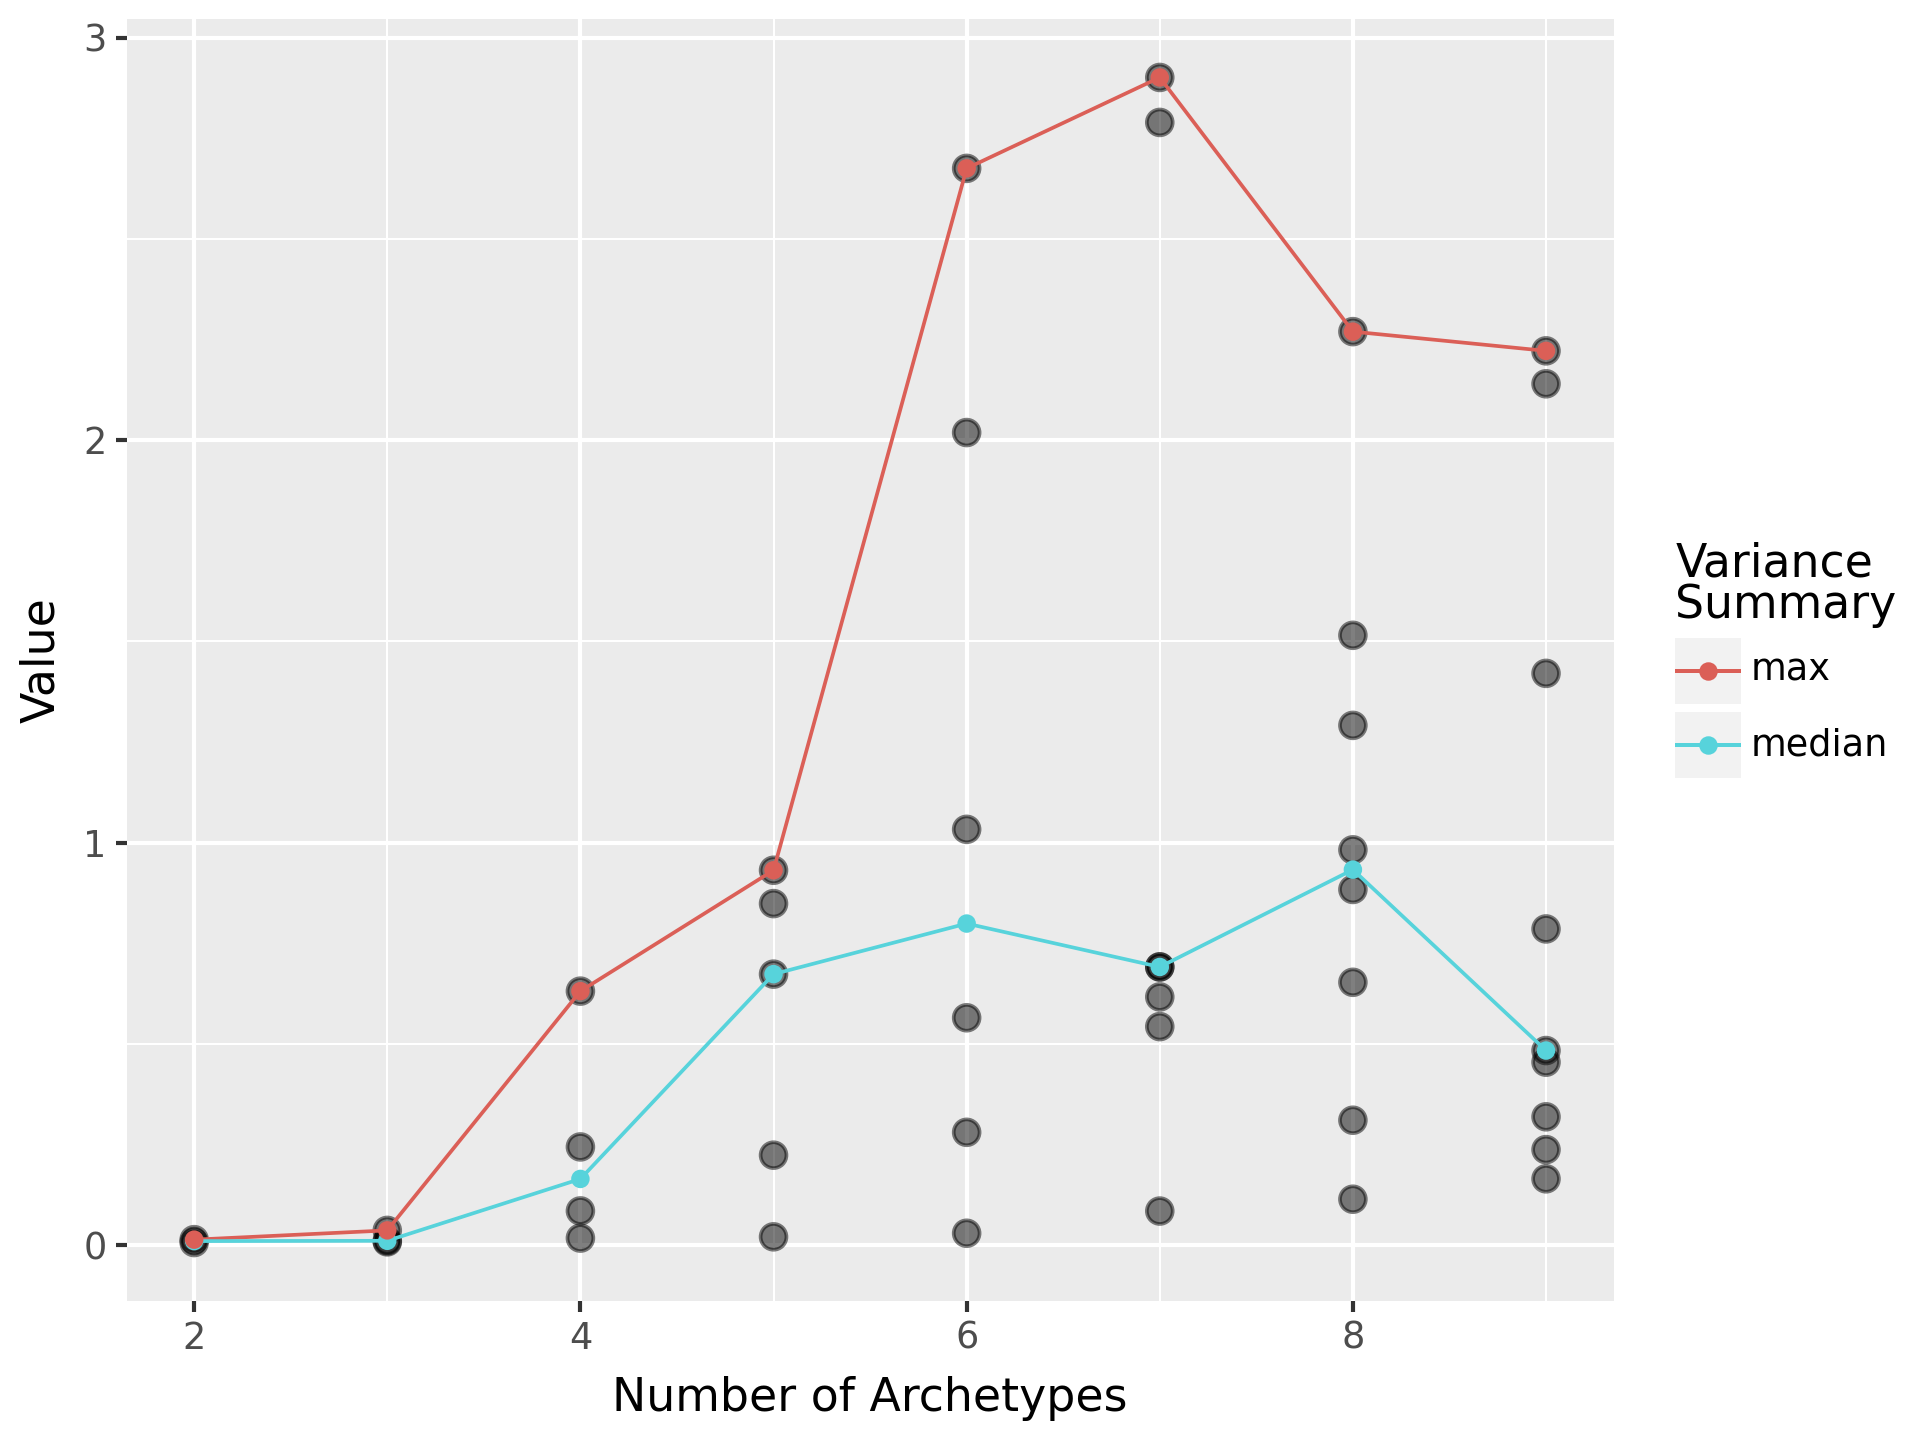 3
2
1
0
Value
2
4
6
8
Number of Archetypes
Variance
Summary
max
median